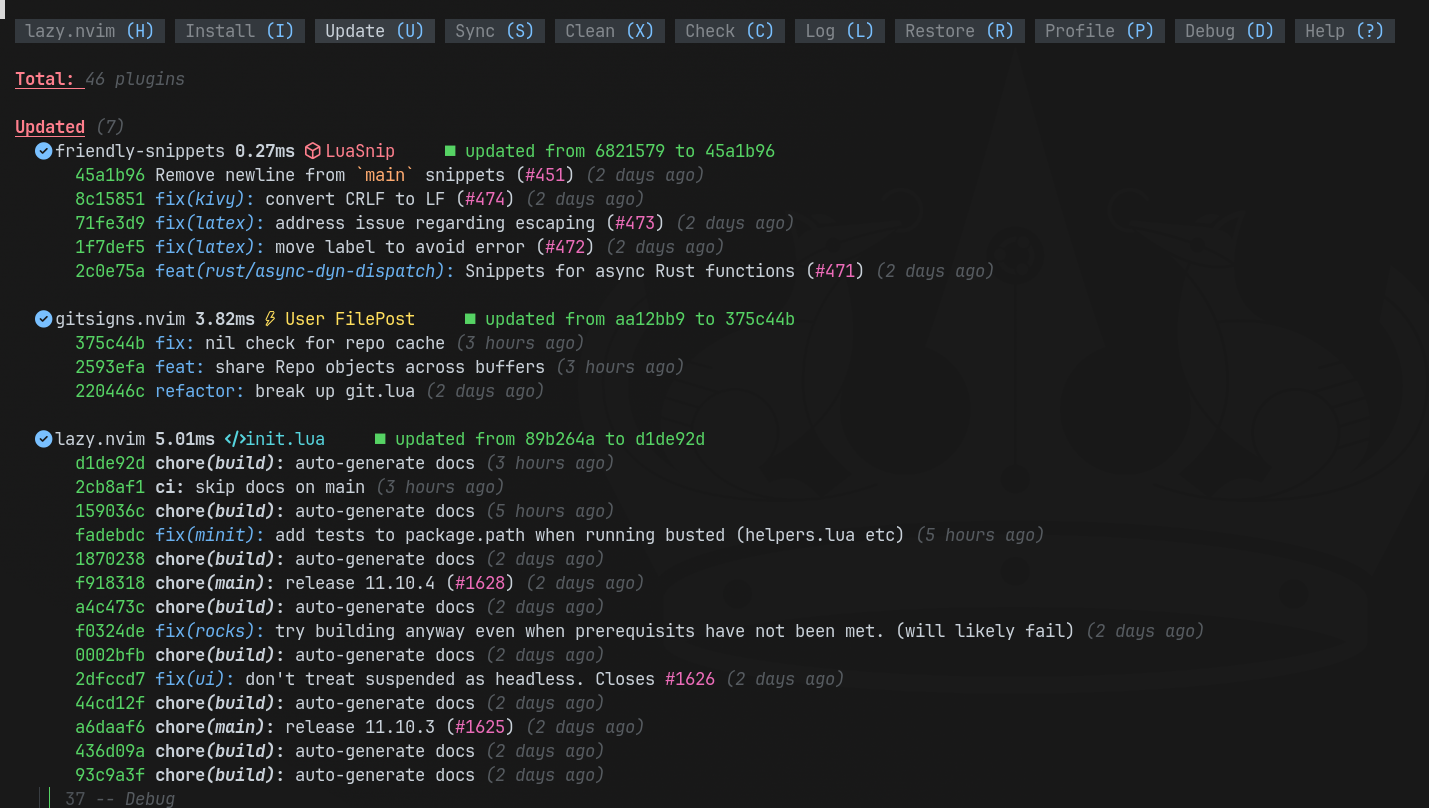 lazy.nvim (H) Install (I) Update (U) Sync (S) Clean (X) Check (C) Log (L) Restore (R) Profile (P) Debug (D) Help (?)
Total: 46 plugins
Updated (7)
friendly-snippets 0.27ms LuaSnip updated from 6821579 to 45a1b96
45a1b96 Remove newline from `main` snippets (#451) (2 days ago)
8c15851 fix(kivy): convert CRLF to LF (#474) (2 days ago)
71fe3d9 fix(latex): address issue regarding escaping (#473) (2 days ago)
1f7def5 fix(latex): move label to avoid error (#472) (2 days ago)
2c0e75a feat(rust/async-dyn-dispatch): Snippets for async Rust functions (#471) (2 days ago)
gitsigns.nvim 3.82ms User FilePost updated from aa12bb9 to 375c44b
375c44b fix: nil check for repo cache (3 hours ago)
2593efa feat: share Repo objects across buffers (3 hours ago)
220446c refactor: break up git.lua (2 days ago)
lazy.nvim 5.01ms </>init.lua updated from 89b264a to d1de92d
d1de92d chore(build): auto-generate docs (3 hours ago)
2cb8af1 ci: skip docs on main (3 hours ago)
159036c chore(build): auto-generate docs (5 hours ago)
fadebdc fix(minit): add tests to package.path when running busted (helpers.lua etc) (5 hours ago)
1870238 chore(build): auto-generate docs (2 days ago)
f918318 chore(main): release 11.10.4 (#1628) (2 days ago)
a4c473c chore(build): auto-generate docs (2 days ago)
f0324de fix(rocks): try building anyway even when prerequisits have not been met. (will likely fail) (2 days ago)
0002bfb chore(build): auto-generate docs (2 days ago)
2dfccd7 fix(ui): don't treat suspended as headless. Closes #1626 (2 days ago)
44cd12f chore(build): auto-generate docs (2 days ago)
a6daaf6 chore(main): release 11.10.3 (#1625) (2 days ago)
436d09a chore(build): auto-generate docs (2 days ago)
93c9a3f chore(build): auto-generate docs (2 days ago)
37 -- Debug